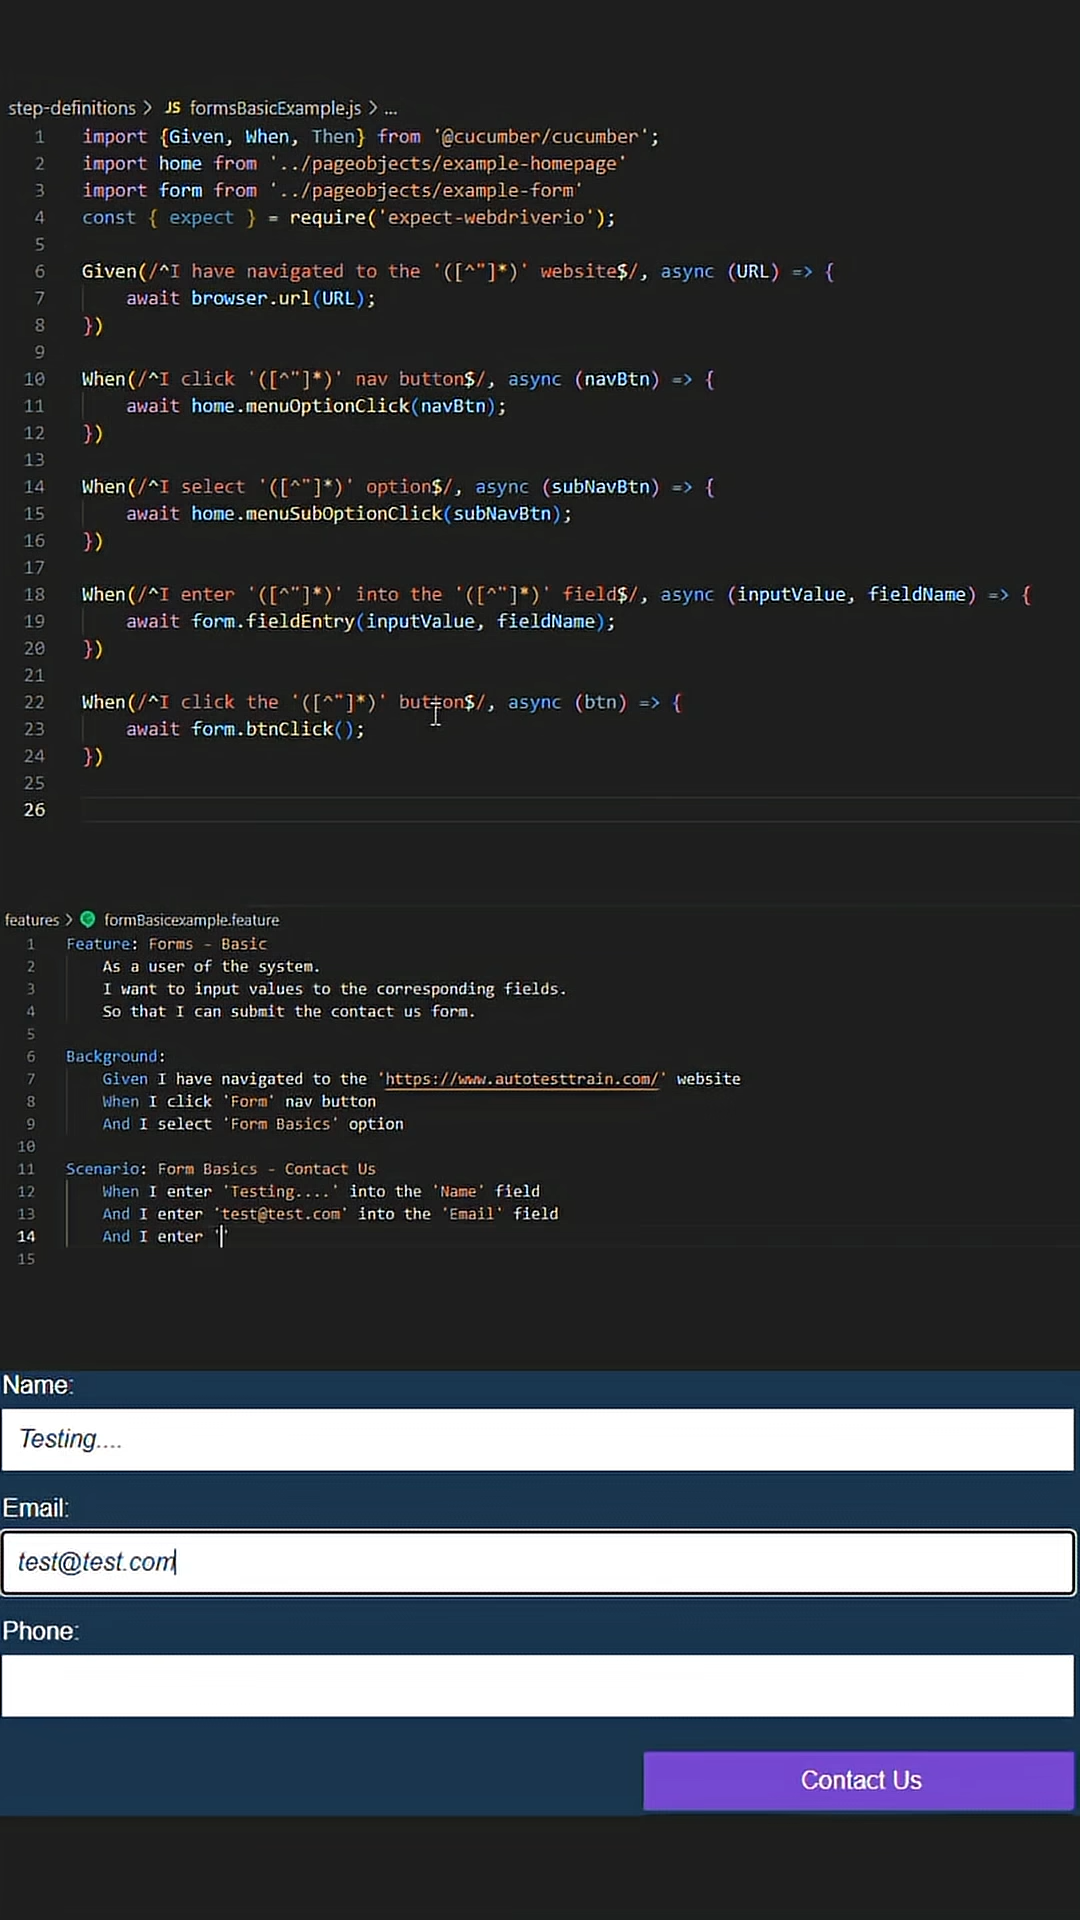 step-definitions > JS formsBasicExample.js > ...
1 import {Given, When, Then} from '@cucumber/cucumber';
2 import home from '../pageobjects/example-homepage'
3 import form from '../pageobjects/example-form'
4 const { expect } = require('expect-webdriverio');
5
6 Given(/^I have navigated to the '([^"]*)' website$/, async (URL) => {
7 await browser.url(URL);
8 })
9
10 When(/^I click '([^"]*)' nav button$/, async (navBtn) => {
11 await home.menuOptionClick(navBtn);
12 })
13
14 When(/^I select '([^"]*)' option$/, async (subNavBtn) => {
15 await home.menuSubOptionClick(subNavBtn);
16 })
17
18 When(/^I enter '([^"]*)' into the '([^"]*)' field$/, async (inputValue, fieldName) => {
19 await form.fieldEntry(inputValue, fieldName);
20 })
21
22 When(/^I click the '([^"]*)' button$/, async (btn) => {
23 await form.btnClick();
24 })
25
26
features > formBasicexample.feature
1 Feature: Forms - Basic
2 As a user of the system.
3 I want to input values to the corresponding fields.
4 So that I can submit the contact us form.
5
6 Background:
7 Given I have navigated to the 'https://www.autotesttrain.com/' website
8 When I click 'Form' nav button
9 And I select 'Form Basics' option
10
11 Scenario: Form Basics - Contact Us
12 When I enter 'Testing....' into the 'Name' field
13 And I enter 'test@test.com' into the 'Email' field
14 And I enter ''
15
Name:
Testing....
Email:
test@test.com
Phone:
Contact Us